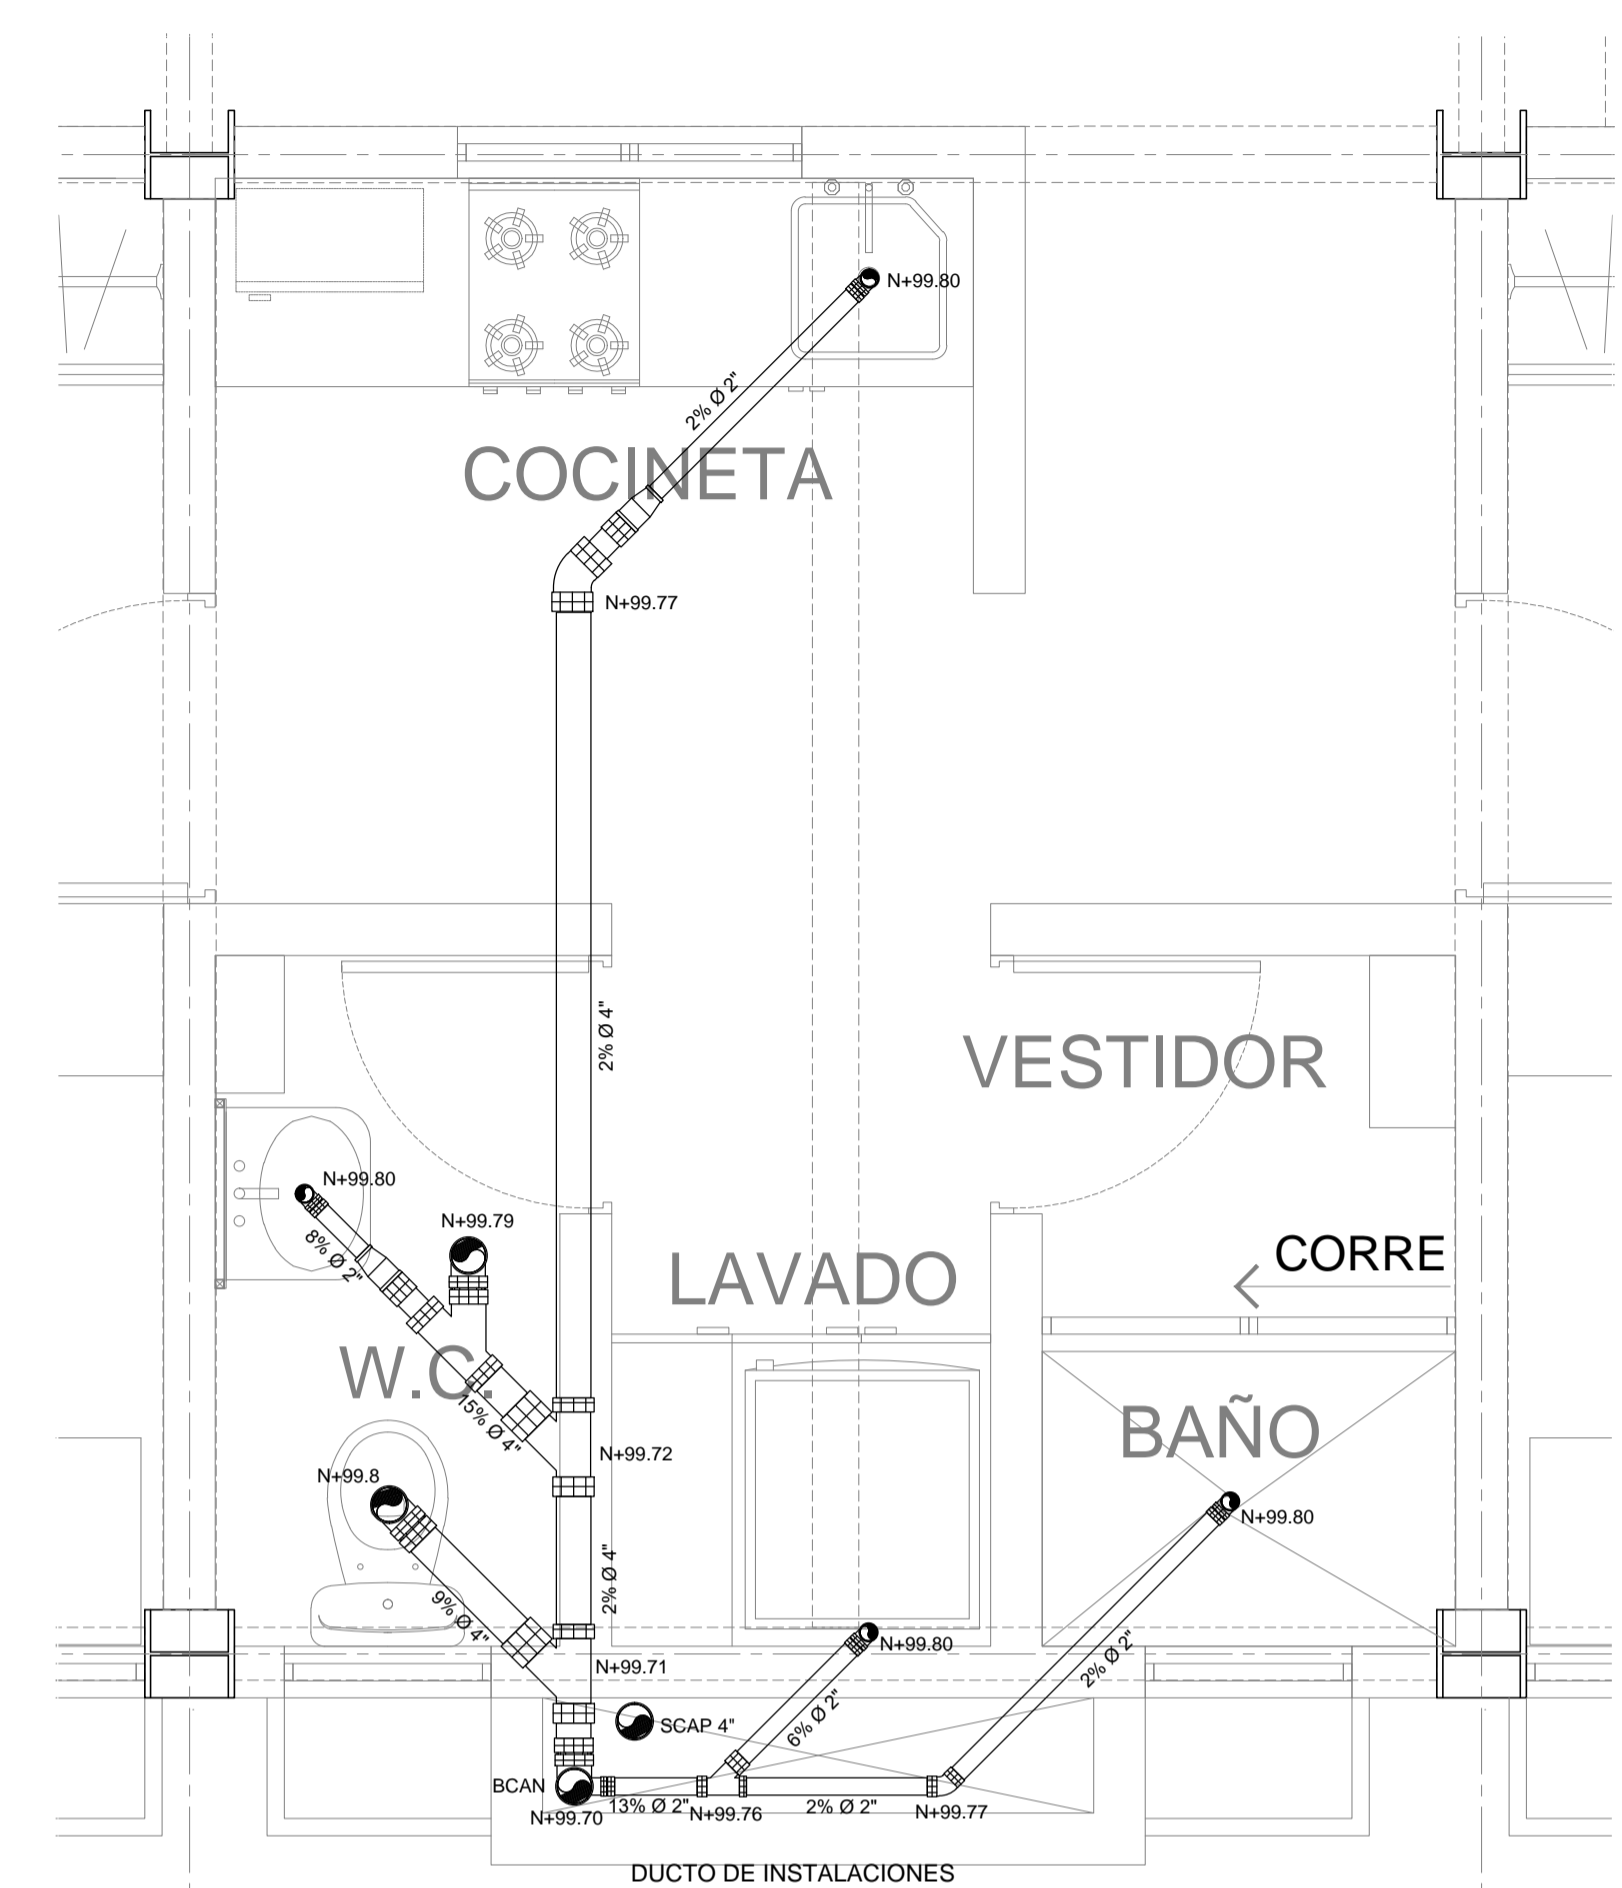 N+99.80
2% Ø 2"
COCINETA
N+99.77
2% Ø 4"
VESTIDOR
N+99.80
N+99.79
8% Ø 2"
LAVADO
CORRE
W.C.
15% Ø 4"
BAÑO
N+99.72
N+99.8
N+99.80
2% Ø 4"
9% Ø 4"
N+99.80
2% Ø 2"
N+99.71
6% Ø 2"
SCAP 4"
BCAN
13% Ø 2"
N+99.76
2% Ø 2"
N+99.77
N+99.70
DUCTO DE INSTALACIONES